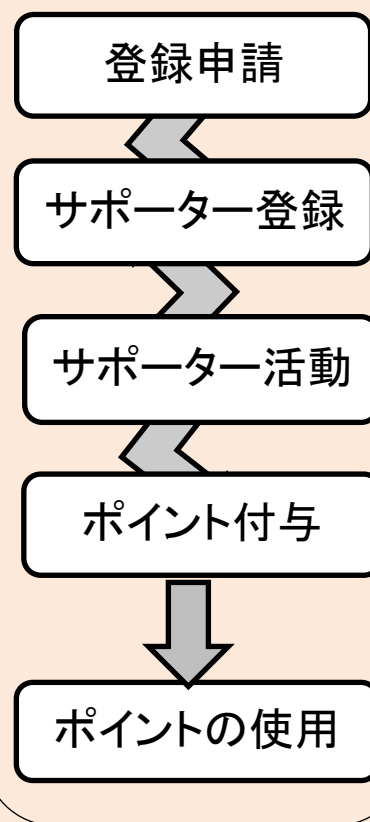 登録申請
サポーター登録
サポーター活動
ポイント付与
ポイントの使用